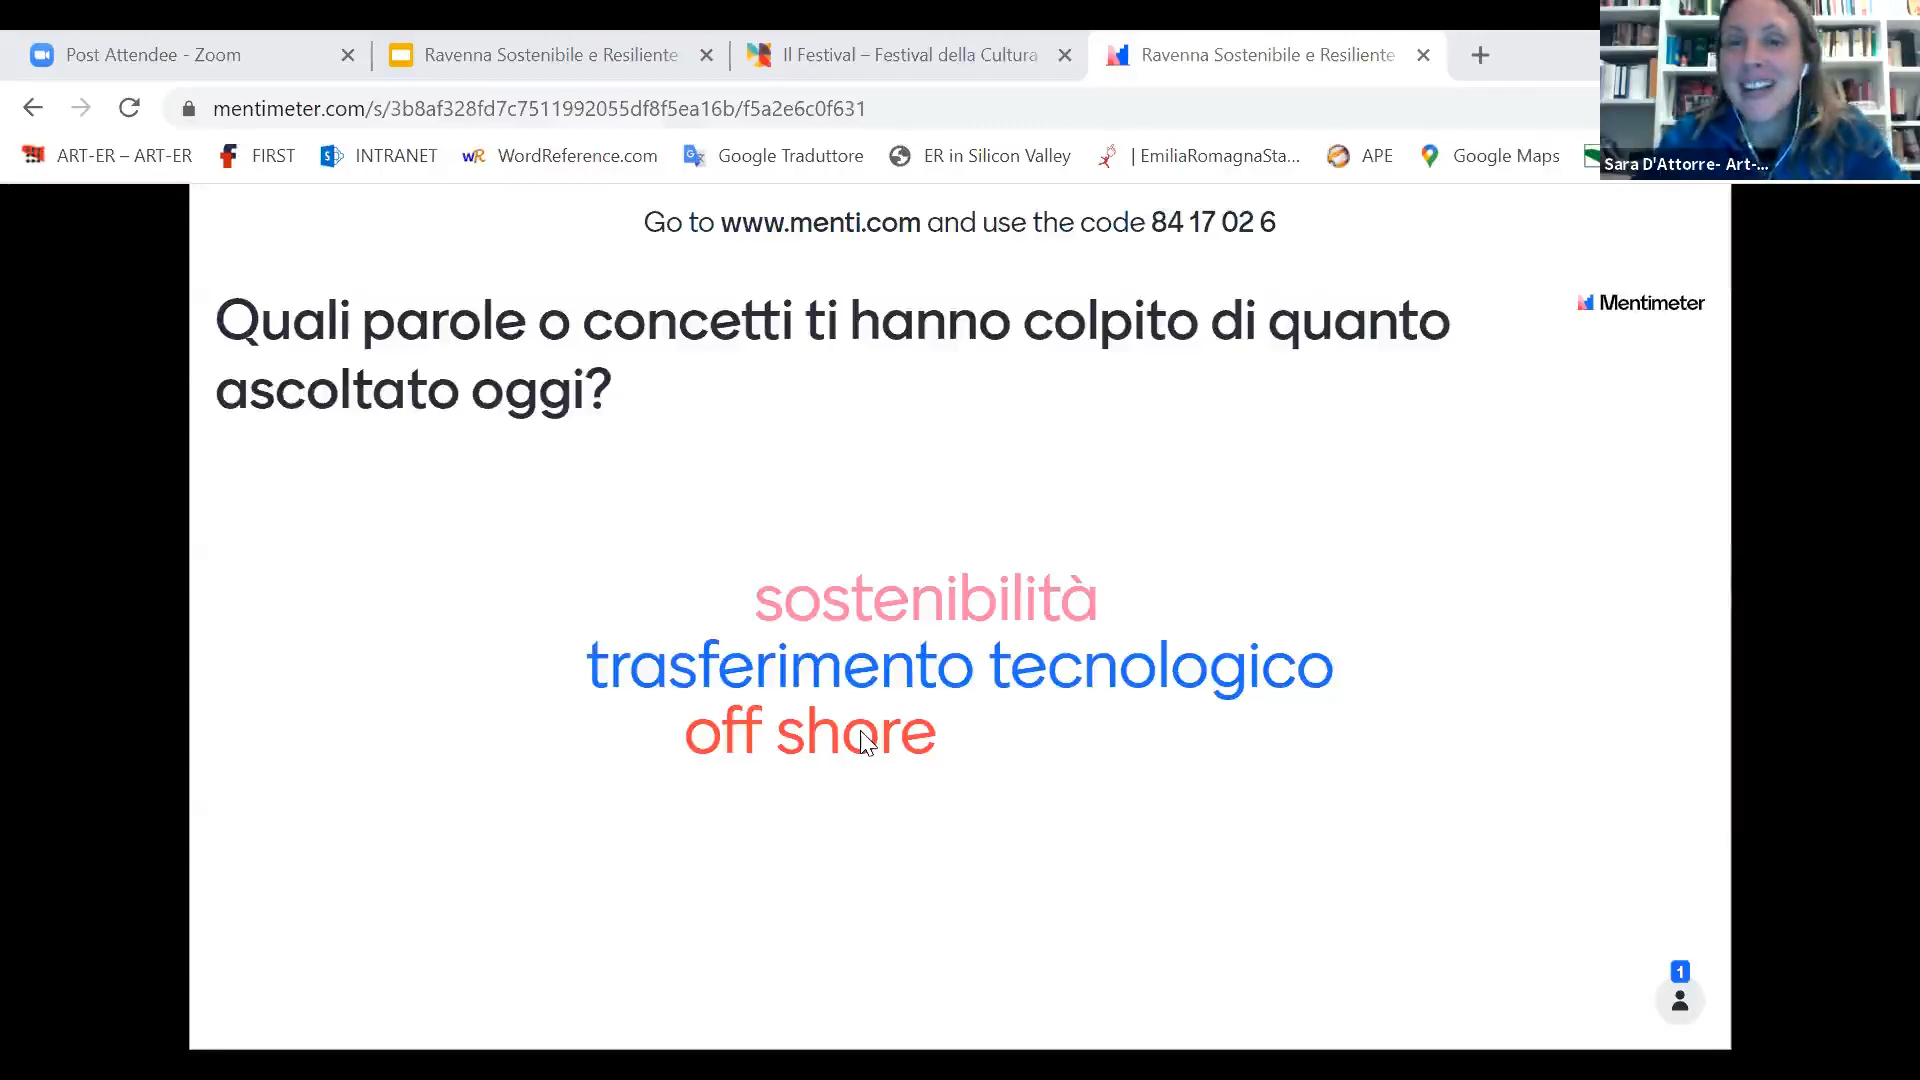 Post Attendee - Zoom
Ravenna Sostenibile e Resiliente
Il Festival – Festival della Cultura
Ravenna Sostenibile e Resiliente
mentimeter.com/s/3b8af328fd7c7511992055df8f5ea16b/f5a2e6c0f631
ART-ER – ART-ER
FIRST
INTRANET
WordReference.com
Google Traduttore
ER in Silicon Valley
| EmiliaRomagnaSta...
APE
Google Maps
Sara D'Attorre- Art-...
Go to www.menti.com and use the code 84 17 02 6
Quali parole o concetti ti hanno colpito di quanto
ascoltato oggi?
Mentimeter
sostenibilità
trasferimento tecnologico
off shore
1